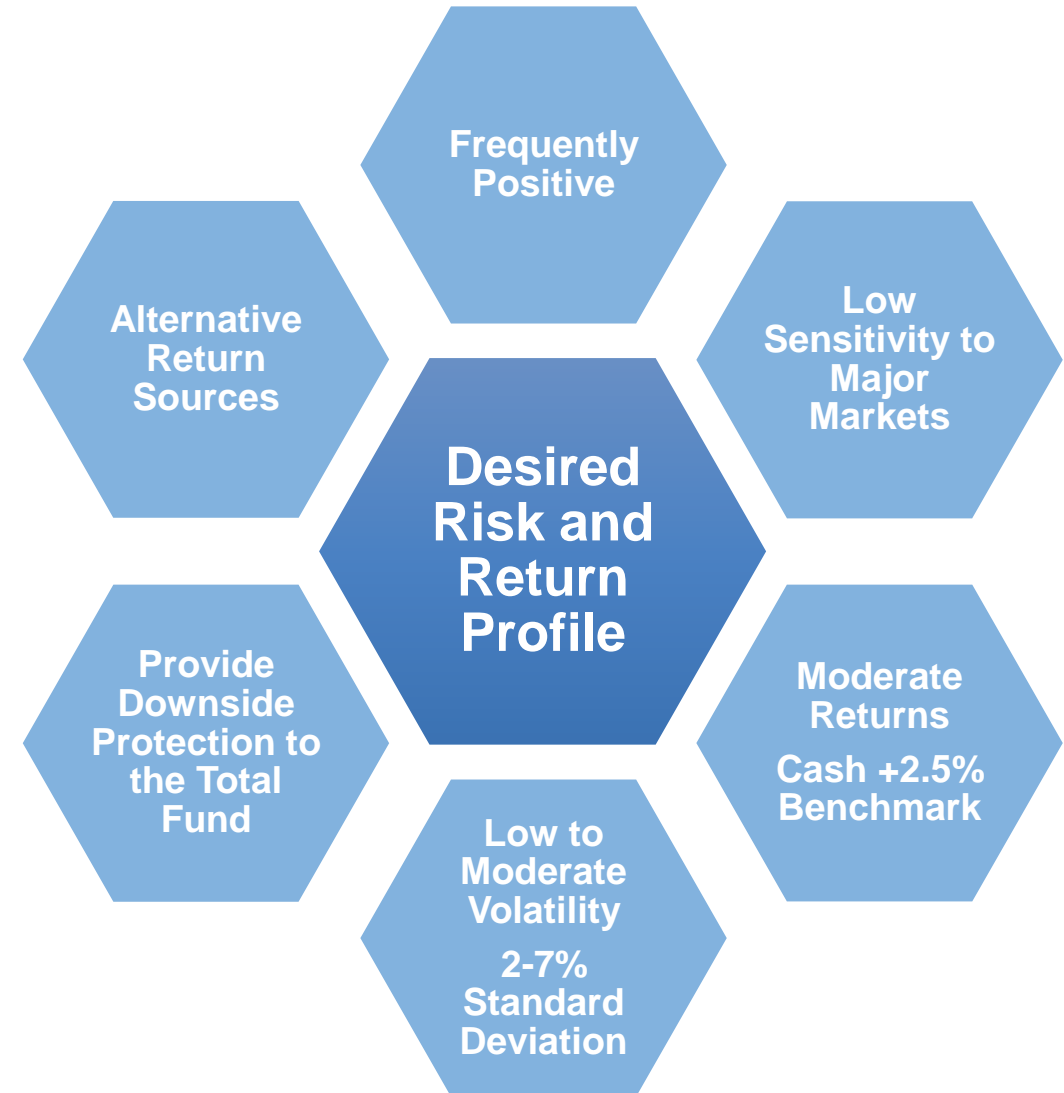 Frequently
Positive
Low
Sensitivity to
Major
Markets
Moderate
Returns
Cash +2.5%
Benchmark
Low to
Moderate
Volatility
2-7%
Standard
Deviation
Provide
Downside
Protection to
the Total
Fund
Alternative
Return
Sources
Desired
Risk and
Return
Profile